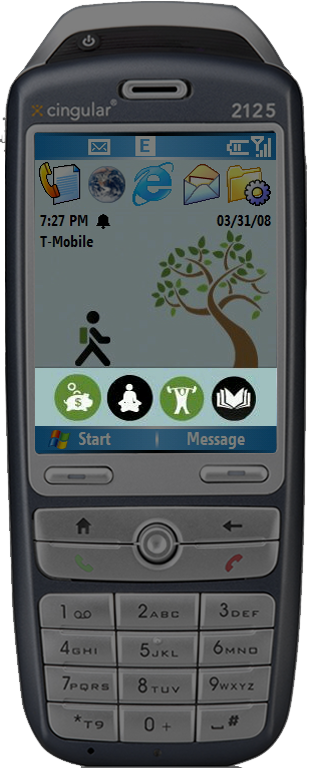 cingular®
2125
E
7:27 PM
03/31/08
T-Mobile
$
Start
Message
1
2ABC
3DEF
4GHI
5JKL
6MNO
7PQRS
8TUV
9WXYZ
*T9
0 +
#